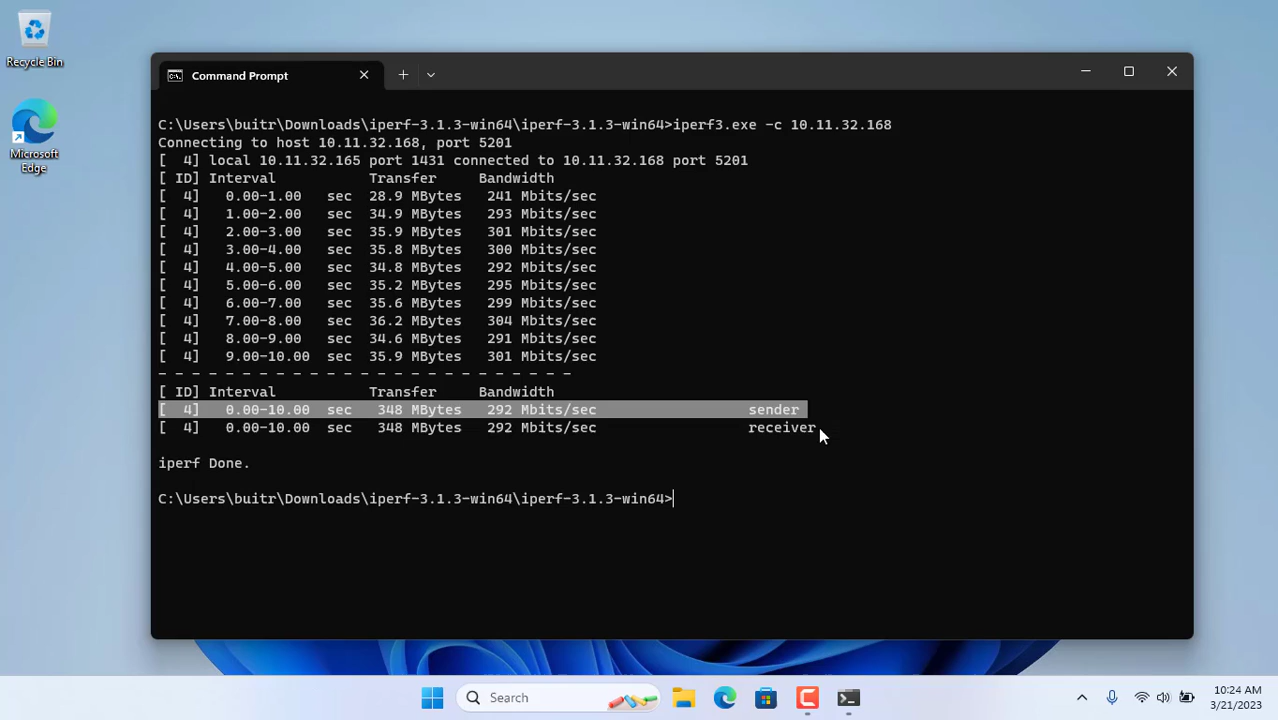 Recycle Bin
Microsoft
Edge
Command Prompt
C:\Users\buitr\Downloads\iperf-3.1.3-win64\iperf-3.1.3-win64>iperf3.exe -c 10.11.32.168
Connecting to host 10.11.32.168, port 5201
[  4] local 10.11.32.165 port 1431 connected to 10.11.32.168 port 5201
[ ID] Interval           Transfer     Bandwidth
[  4]   0.00-1.00   sec  28.9 MBytes   241 Mbits/sec
[  4]   1.00-2.00   sec  34.9 MBytes   293 Mbits/sec
[  4]   2.00-3.00   sec  35.9 MBytes   301 Mbits/sec
[  4]   3.00-4.00   sec  35.8 MBytes   300 Mbits/sec
[  4]   4.00-5.00   sec  34.8 MBytes   292 Mbits/sec
[  4]   5.00-6.00   sec  35.2 MBytes   295 Mbits/sec
[  4]   6.00-7.00   sec  35.6 MBytes   299 Mbits/sec
[  4]   7.00-8.00   sec  36.2 MBytes   304 Mbits/sec
[  4]   8.00-9.00   sec  34.6 MBytes   291 Mbits/sec
[  4]   9.00-10.00  sec  35.9 MBytes   301 Mbits/sec
- - - - - - - - - - - - - - - - - - - - - - - - -
[ ID] Interval           Transfer     Bandwidth
[  4]   0.00-10.00  sec   348 MBytes   292 Mbits/sec                  sender
[  4]   0.00-10.00  sec   348 MBytes   292 Mbits/sec                  receiver
iperf Done.
C:\Users\buitr\Downloads\iperf-3.1.3-win64\iperf-3.1.3-win64>
Search
10:24 AM
3/21/2023